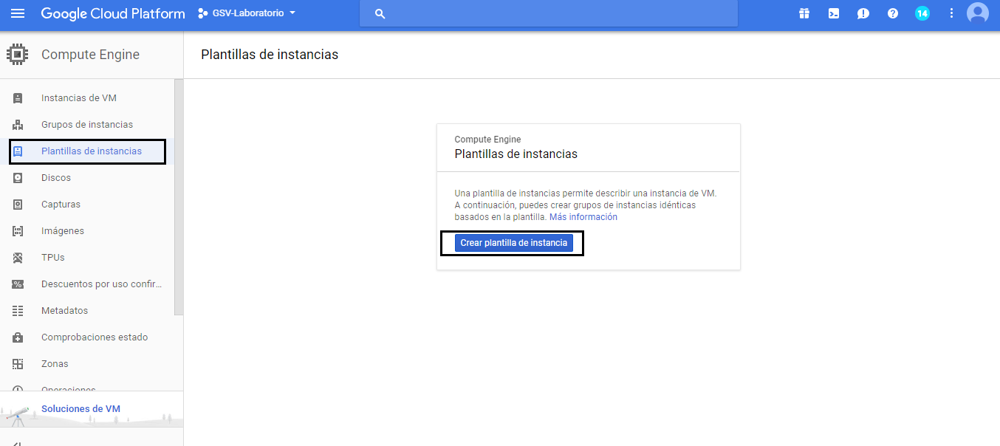 Google Cloud Platform
GSV-Laboratorio
14
Compute Engine
Plantillas de instancias
Instancias de VM
Grupos de instancias
Plantillas de instancias
Discos
Capturas
Imágenes
TPUs
Descuentos por uso confir...
Metadatos
Comprobaciones estado
Zonas
Operaciones
Soluciones de VM
Compute Engine
Plantillas de instancias
Una plantilla de instancias permite describir una instancia de VM.
A continuación, puedes crear grupos de instancias idénticas
basados en la plantilla. Más información
Crear plantilla de instancia